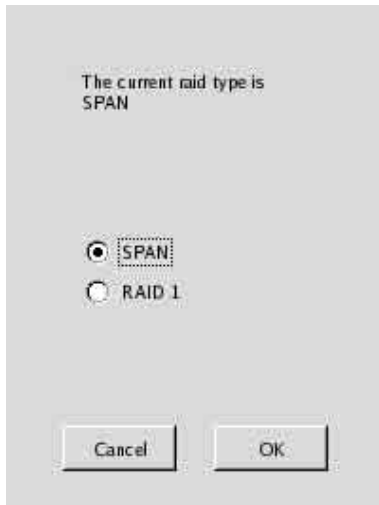 The current raid type is
SPAN
SPAN
RAID 1
Cancel
OK